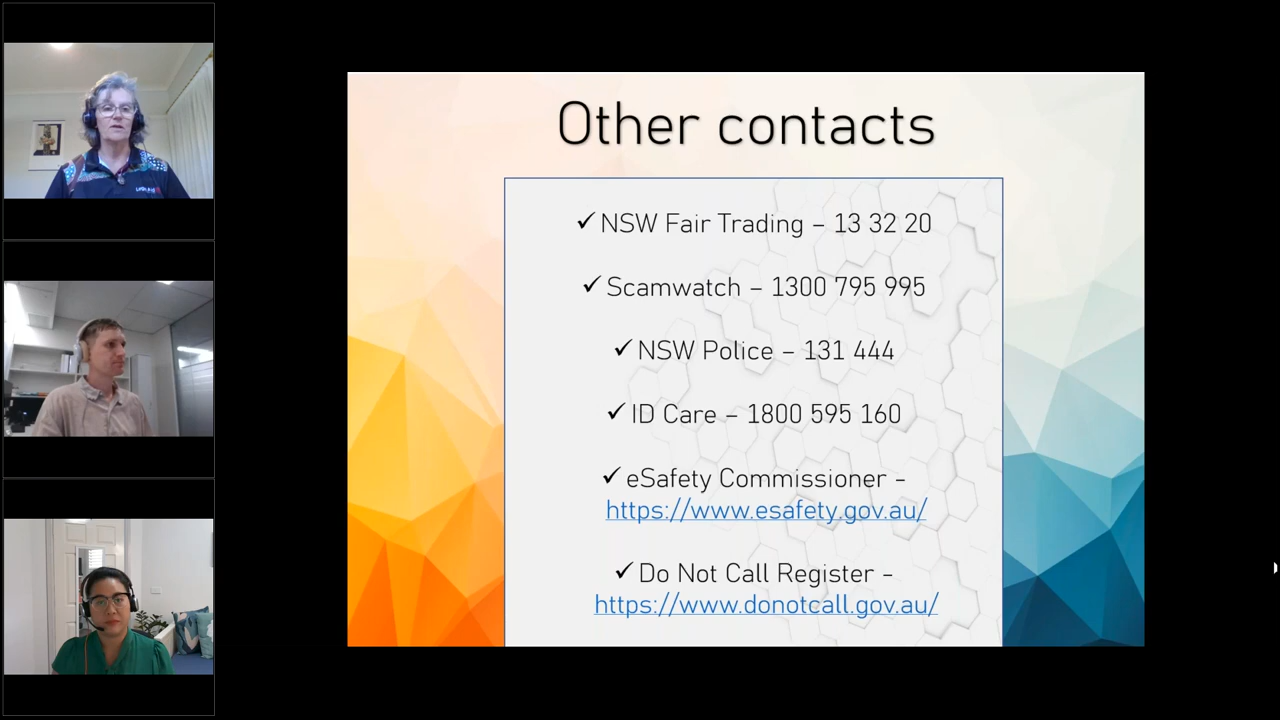 Other contacts
✓ NSW Fair Trading – 13 32 20
✓ Scamwatch – 1300 795 995
✓ NSW Police – 131 444
✓ ID Care – 1800 595 160
✓ eSafety Commissioner -
https://www.esafety.gov.au/
✓ Do Not Call Register -
https://www.donotcall.gov.au/